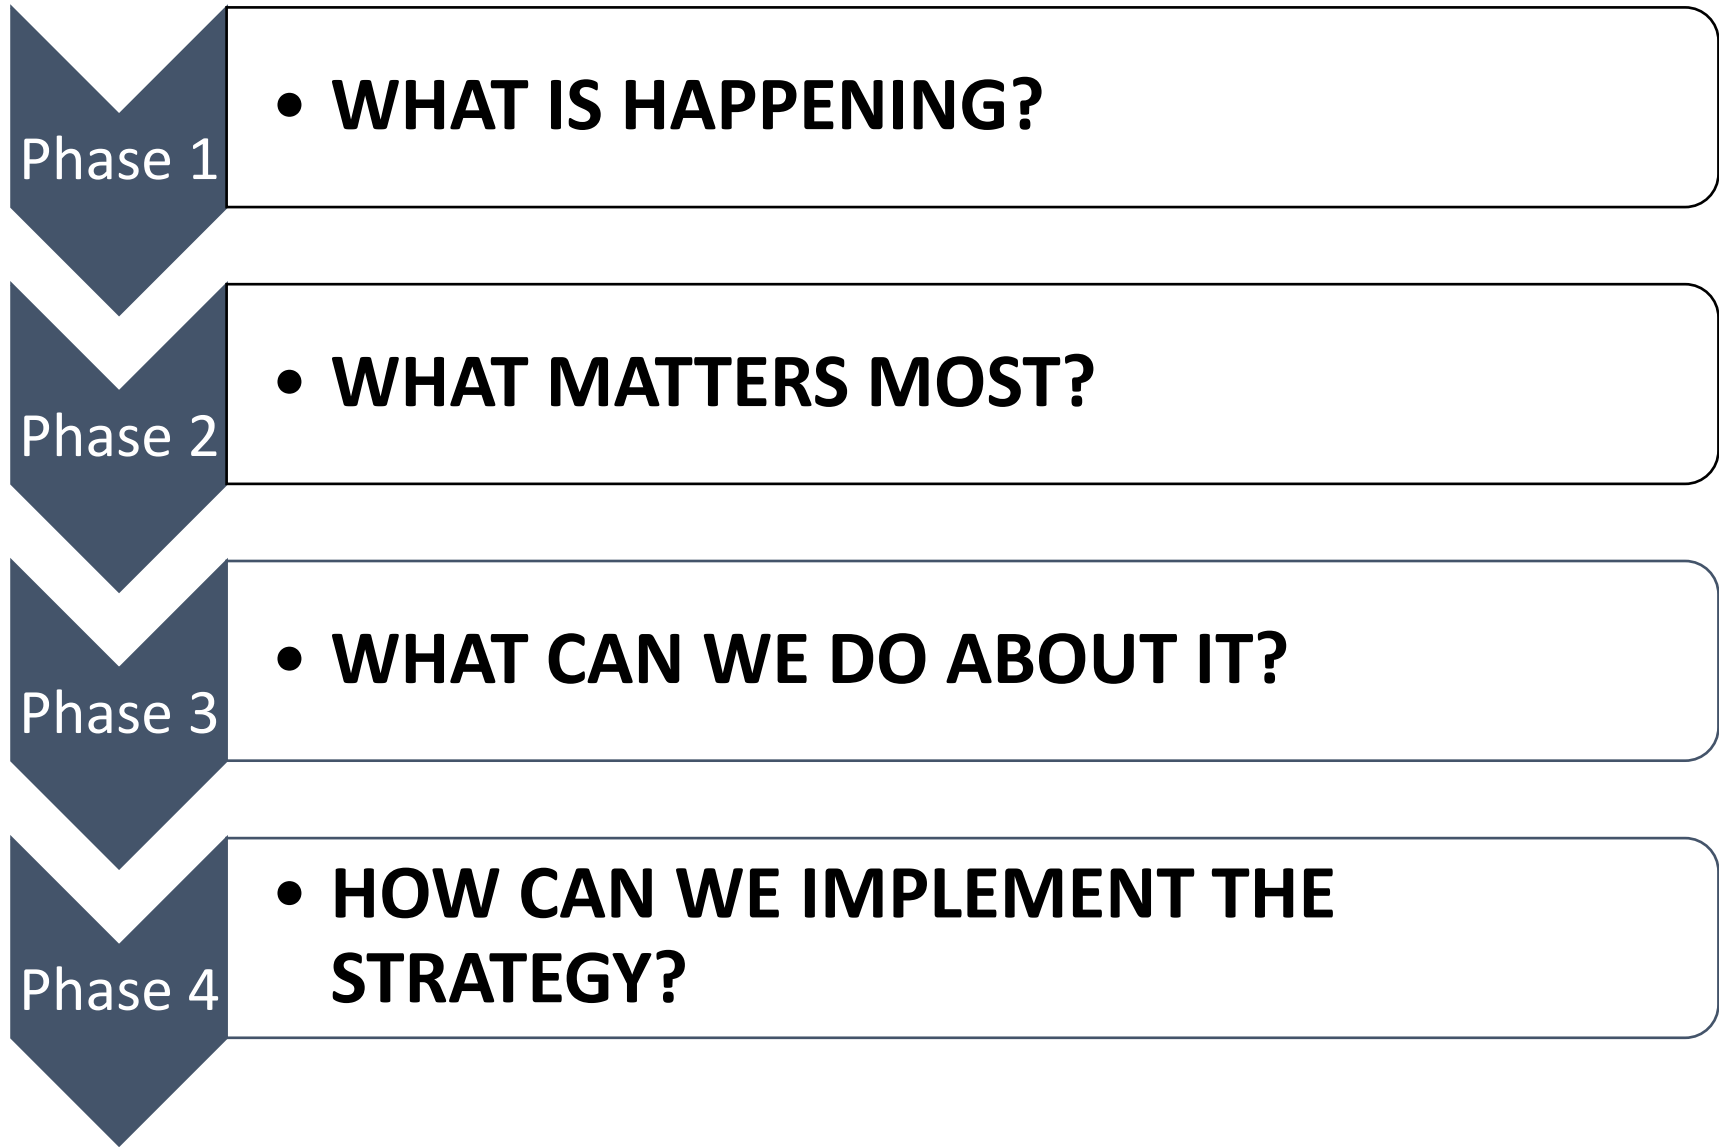 Phase 1
• WHAT IS HAPPENING?
Phase 2
• WHAT MATTERS MOST?
Phase 3
• WHAT CAN WE DO ABOUT IT?
Phase 4
• HOW CAN WE IMPLEMENT THE
STRATEGY?